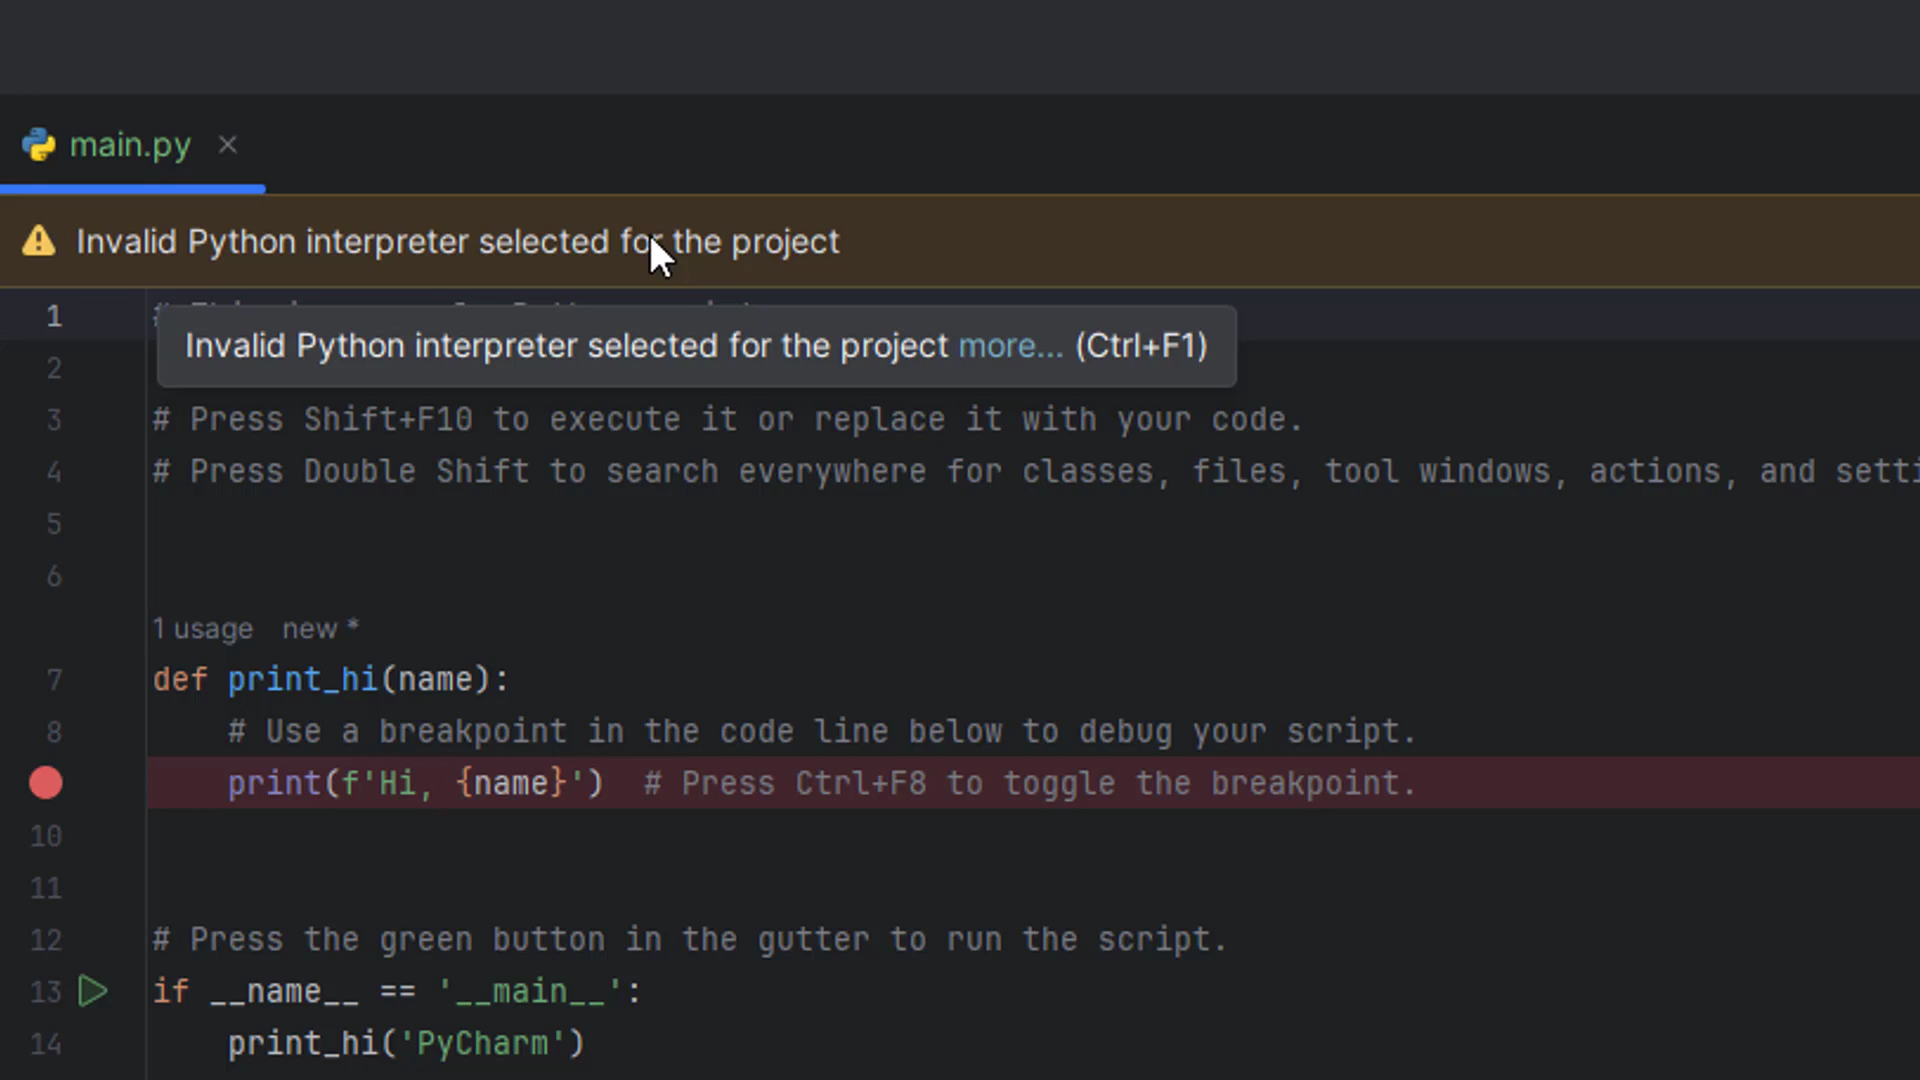 main.py
Invalid Python interpreter selected for the project
1 #
Invalid Python interpreter selected for the project more... (Ctrl+F1)
2
3 # Press Shift+F10 to execute it or replace it with your code.
4 # Press Double Shift to search everywhere for classes, files, tool windows, actions, and
5
6
1 usage new *
7 def print_hi(name):
8 # Use a breakpoint in the code line below to debug your script.
print(f'Hi, {name}') # Press Ctrl+F8 to toggle the breakpoint.
10
11
12 # Press the green button in the gutter to run the script.
13 if __name__ == '__main__':
14 print_hi('PyCharm')